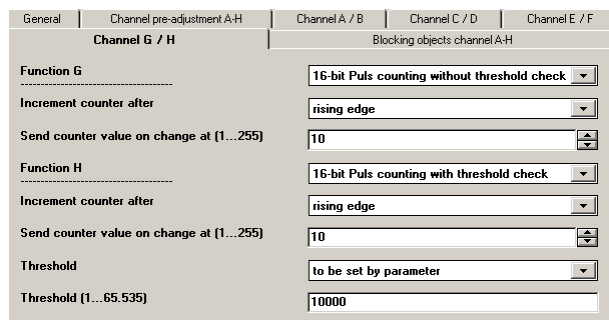 General Channel pre-adjustment A-H Channel A / B Channel C / D Channel E / F
Channel G / H Blocking objects channel A-H
Function G 16-bit Puls counting without threshold check
Increment counter after rising edge
Send counter value on change at (1...255) 10
Function H 16-bit Puls counting with threshold check
Increment counter after rising edge
Send counter value on change at (1...255) 10
Threshold to be set by parameter
Threshold (1...65.535) 10000